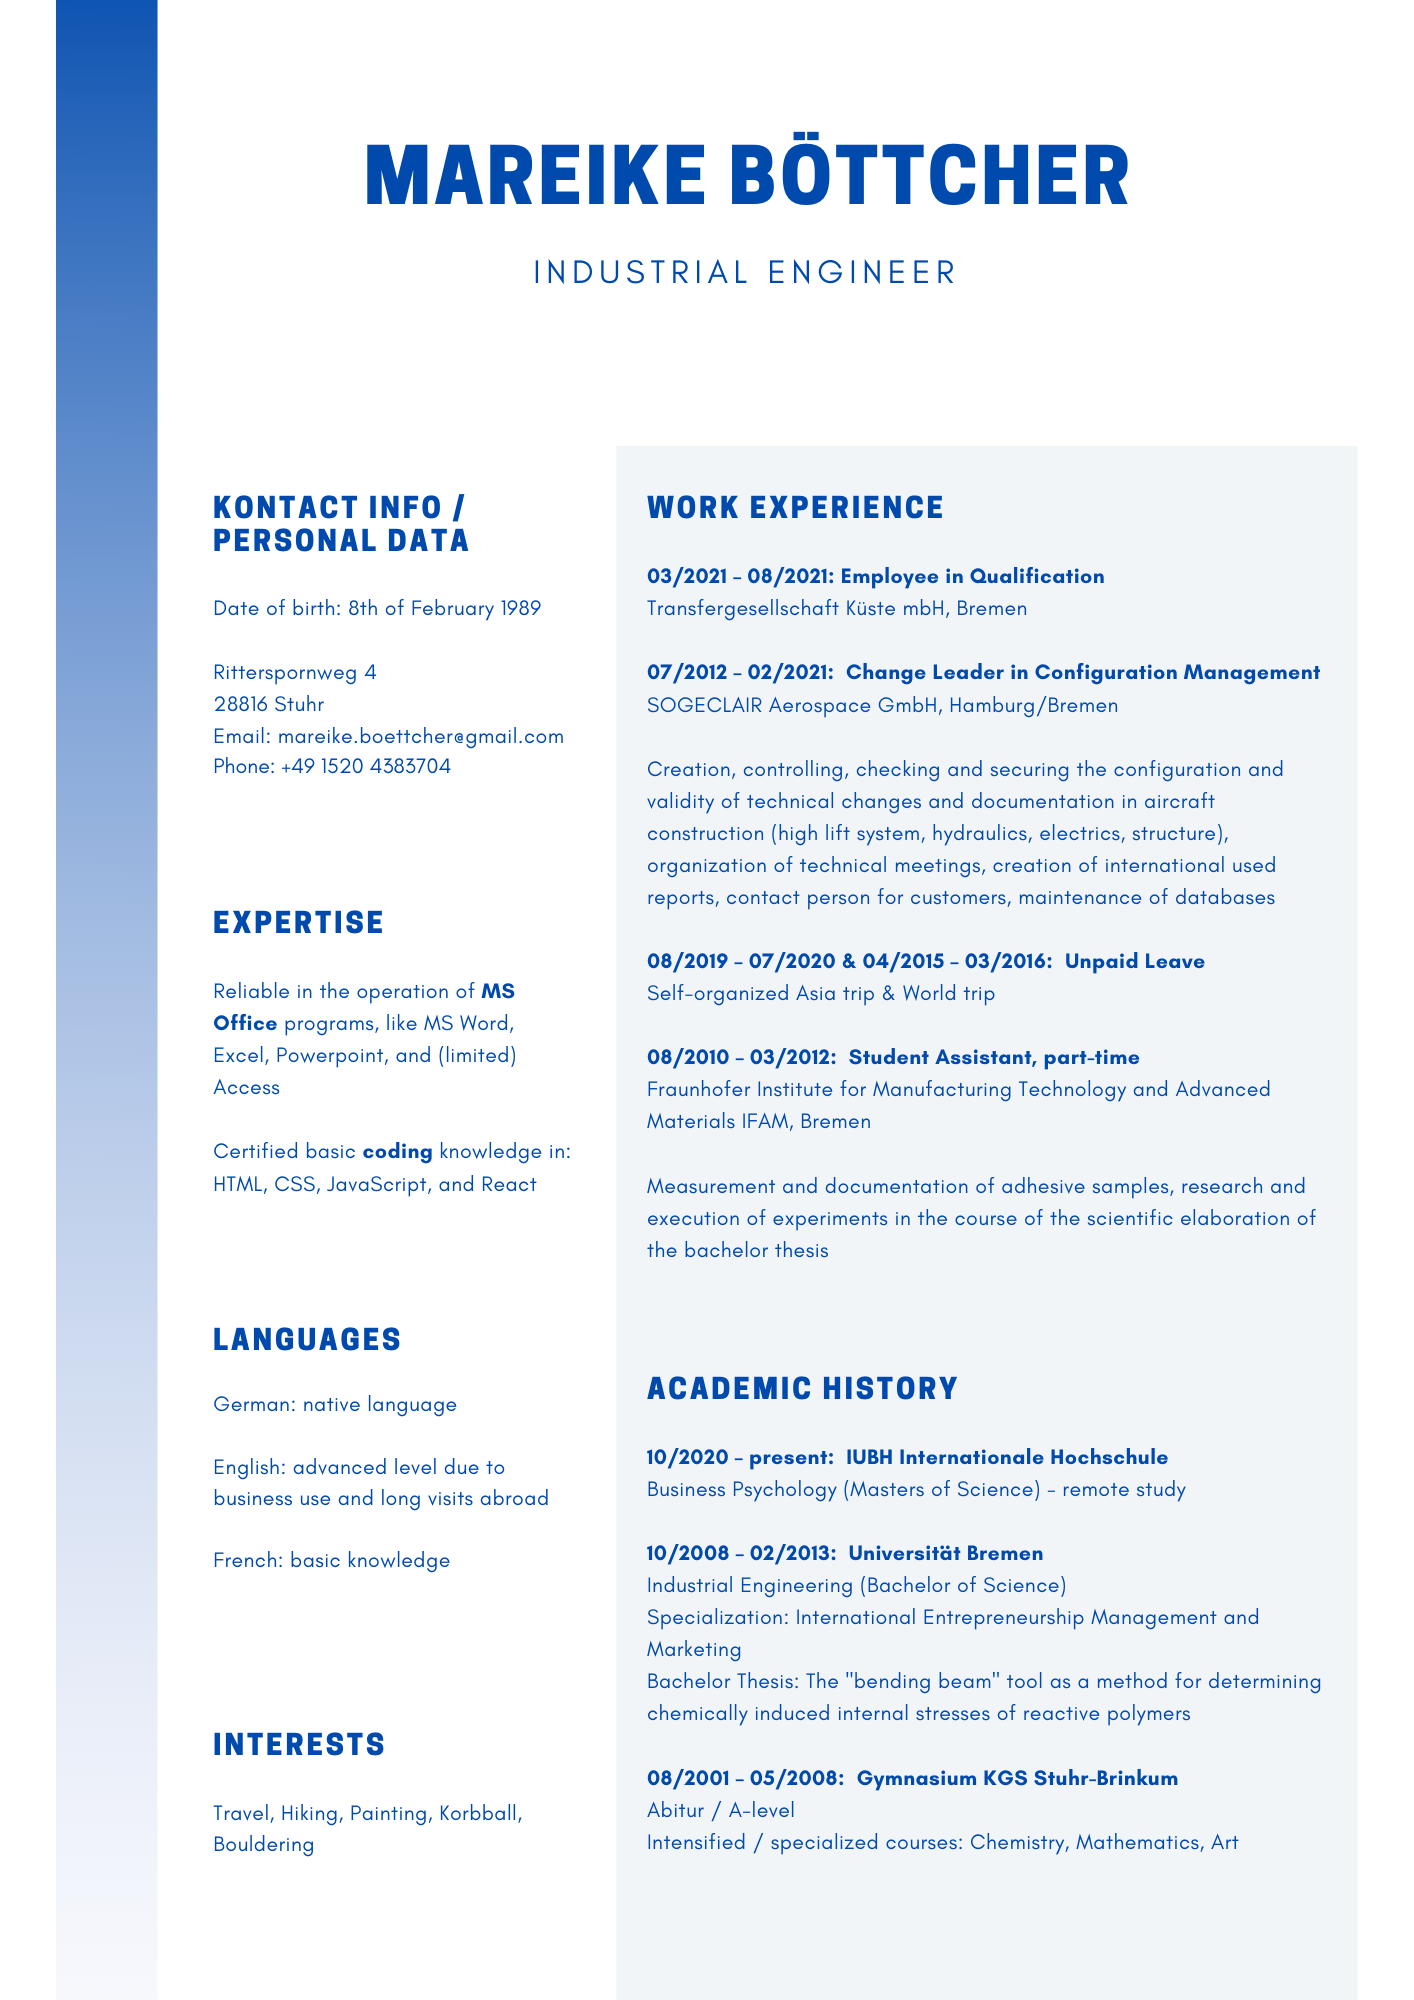 MAREIKE BÖTTCHER
INDUSTRIAL ENGINEER
KONTACT INFO /
PERSONAL DATA
Date of birth: 8th of February 1989
Ritterspornweg 4
28816 Stuhr
Email: mareike.boettcher@gmail.com
Phone: +49 1520 4383704
EXPERTISE
Reliable in the operation of MS
Office programs, like MS Word,
Excel, Powerpoint, and (limited)
Access
Certified basic coding knowledge in:
HTML, CSS, JavaScript, and React
LANGUAGES
German: native language
English: advanced level due to
business use and long visits abroad
French: basic knowledge
INTERESTS
Travel, Hiking, Painting, Korbball,
Bouldering
WORK EXPERIENCE
03/2021 – 08/2021: Employee in Qualification
Transfergesellschaft Küste mbH, Bremen
07/2012 – 02/2021: Change Leader in Configuration Management
SOGECLAIR Aerospace GmbH, Hamburg/Bremen
Creation, controlling, checking and securing the configuration and
validity of technical changes and documentation in aircraft
construction (high lift system, hydraulics, electrics, structure),
organization of technical meetings, creation of international used
reports, contact person for customers, maintenance of databases
08/2019 – 07/2020 & 04/2015 – 03/2016: Unpaid Leave
Self-organized Asia trip & World trip
08/2010 – 03/2012: Student Assistant, part-time
Fraunhofer Institute for Manufacturing Technology and Advanced
Materials IFAM, Bremen
Measurement and documentation of adhesive samples, research and
execution of experiments in the course of the scientific elaboration of
the bachelor thesis
ACADEMIC HISTORY
10/2020 – present: IUBH Internationale Hochschule
Business Psychology (Masters of Science) – remote study
10/2008 – 02/2013: Universität Bremen
Industrial Engineering (Bachelor of Science)
Specialization: International Entrepreneurship Management and
Marketing
Bachelor Thesis: The "bending beam" tool as a method for determining
chemically induced internal stresses of reactive polymers
08/2001 – 05/2008: Gymnasium KGS Stuhr-Brinkum
Abitur / A-level
Intensified / specialized courses: Chemistry, Mathematics, Art